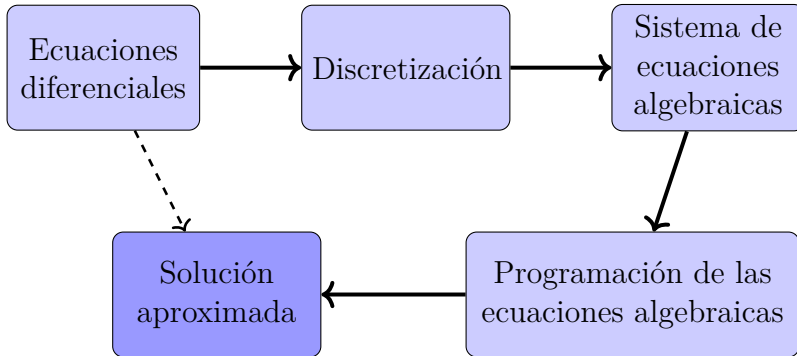 Ecuaciones
diferenciales
Discretización
Sistema de
ecuaciones
algebraicas
Programación de las
ecuaciones algebraicas
Solución
aproximada